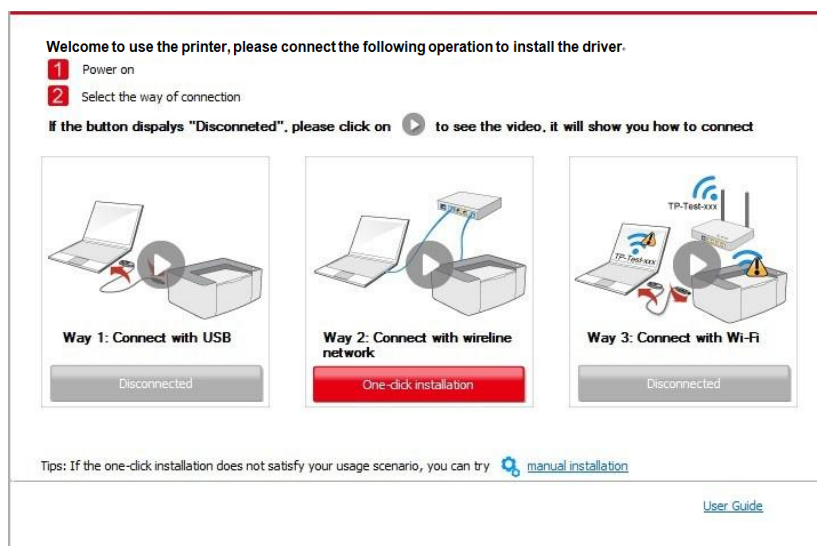 Welcome to use the printer, please connect the following operation to install the driver.
1 Power on
2 Select the way of connection
If the button dispalys "Disconneted", please click on to see the video, it will show you how to connect
TP-Test-xxx
TP-Test-xxx
Way 1: Connect with USB
Disconnected
Way 2: Connect with wireline
network
One-click installation
Way 3: Connect with Wi-Fi
Disconnected
Tips: If the one-click installation does not satisfy your usage scenario, you can try manual installation
User Guide